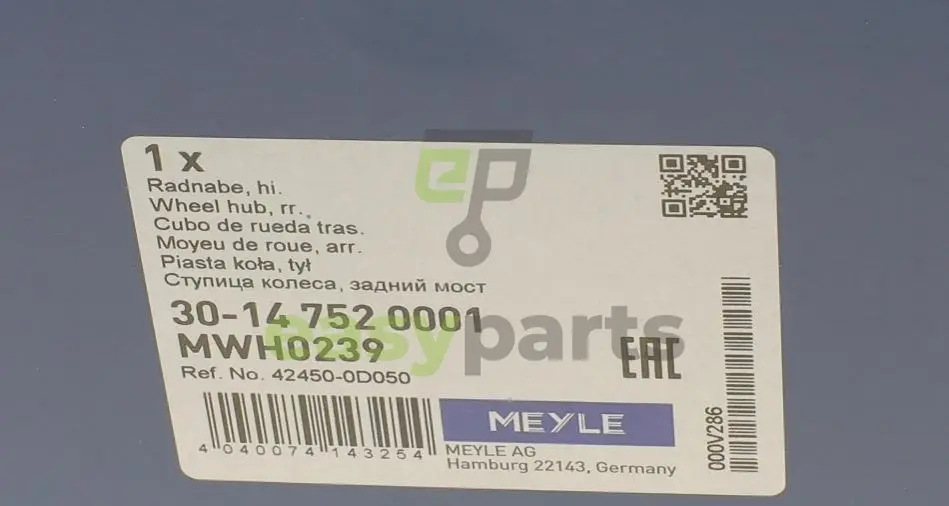 1 x
Radnabe, hi.
Wheel hub, rr.
Cubo de rueda tras.
Moyeu de roue, arr.
Piasta koła, tył
Ступица колеса, задний мост
30-14 752 0001
MWH0239
Ref. No. 42450-0D050
4 040074 143254
MEYLE
MEYLE AG
Hamburg 22143, Germany
EAC
000V286
ep
easyparts